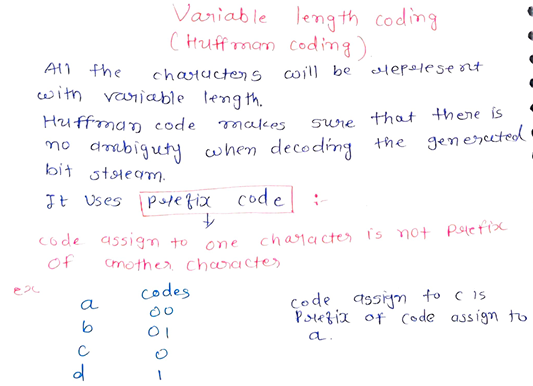 Variable length coding
(Huffman coding)
All the characters will be represent
with variable length.
Huffman code makes sure that there is
no ambiguty when decoding the generated
bit stream.
It uses prefix code :-
code assign to one character is not prefix
of another character
ex
codes
a 00
b 01
c 0
d 1
code assign to c is
Prefix of code assign to
a.